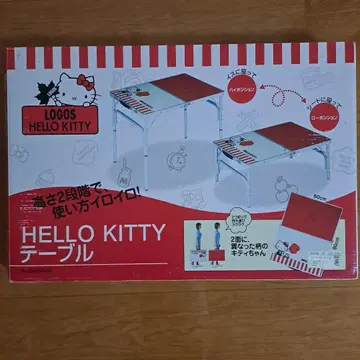 LOGOS
HELLO KITTY
イスに座って
ハイポジション
シートに座って
ローポジション
高さ2段階で、
使い方イロイロ!
HELLO KITTY
テーブル
2面に、
異なった柄の
キティちゃん
60cm